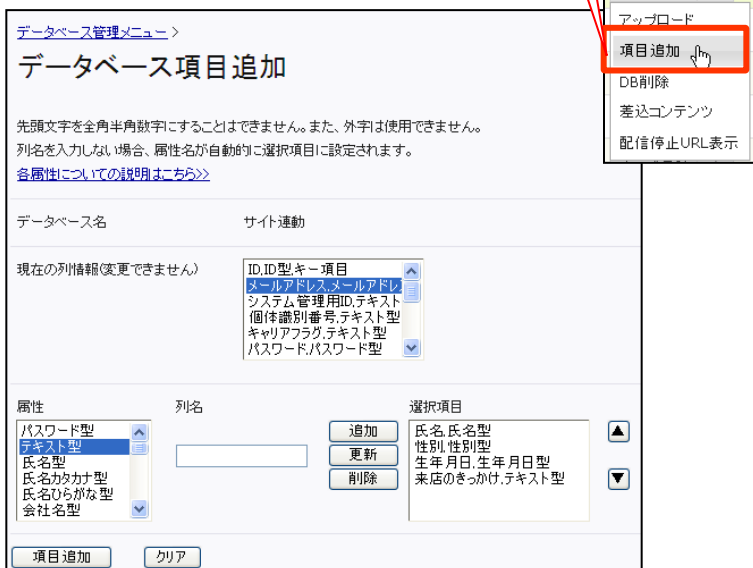 データベース管理メニュー >
データベース項目追加
先頭文字を全角半角数字にすることはできません。また、外字は使用できません。
列名を入力しない場合、属性名が自動的に選択項目に設定されます。
各属性についての説明はこちら>>
データベース名 サイト連動
現在の列情報(変更できません)
ID,ID型,キー項目
メールアドレス,メールアドレ
システム管理用ID,テキスト
個体識別番号,テキスト型
キャリアフラグ,テキスト型
パスワード,パスワード型
属性 列名 選択項目
パスワード型
テキスト型
氏名型
氏名カタカナ型
氏名ひらがな型
会社名型
追加
更新
削除
氏名,氏名型
性別,性別型
生年月日,生年月日型
来店のきっかけ,テキスト型
▲
▼
項目追加 クリア
アップロード
項目追加
DB削除
差込コンテンツ
配信停止URL表示